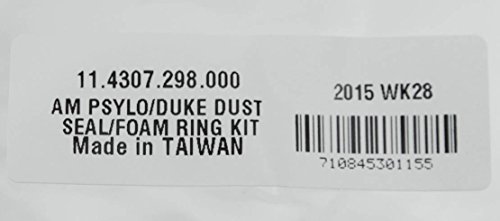 11.4307.298.000
AM PSYLO/DUKE DUST
SEAL/FOAM RING KIT
Made in TAIWAN
2015 WK28
710845301155